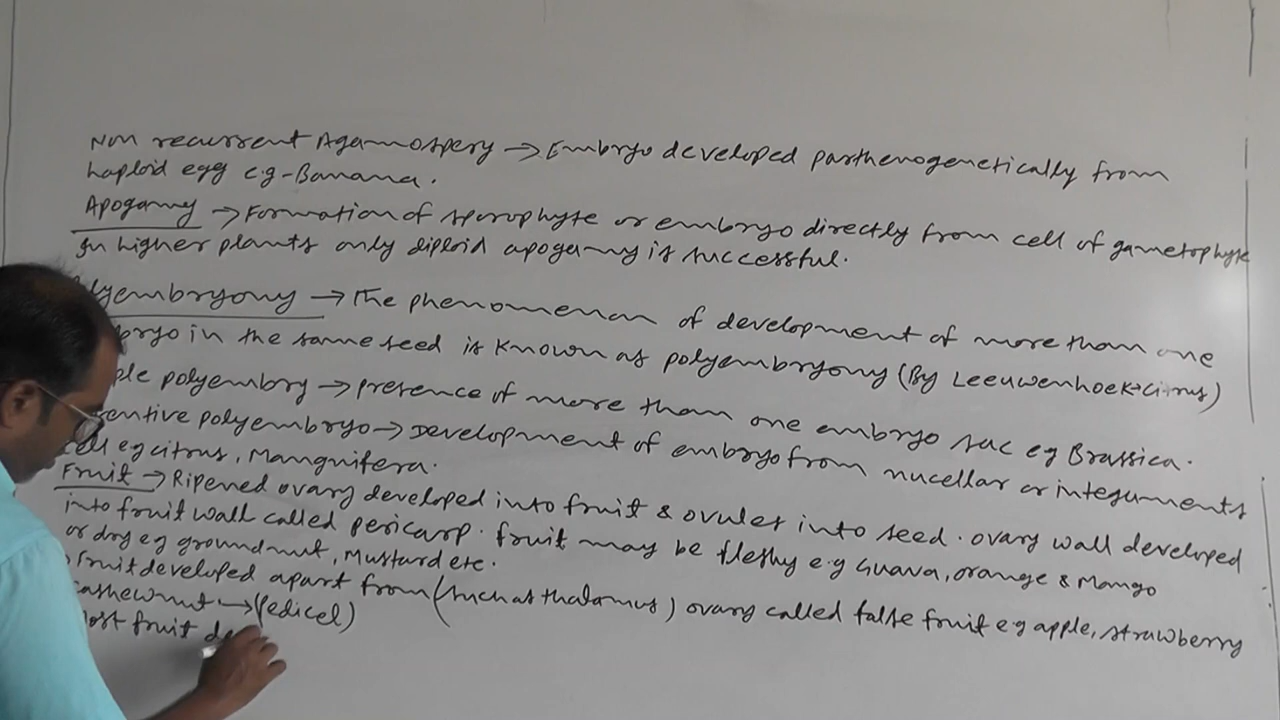 Non recurrent Agamospery → Embryo developed parthenogenetically from
haploid egg e.g-Banana.
Apogamy → Formation of sporophyte or embryo directly from cell of gametophyte
In higher plants only diploid apogamy is successful.
lyembryony → The phenomenon of development of more than one
bryo in the same seed is known as polyembryony (By Leeuwenhoek
ple polyembry → presence of more than one embryo sac eg Brassica.
entive polyembryo → Development of embryo from nucellar or integuments
cell eg citrus, Mangnifera.
Fruit → Ripened ovary developed into fruit & ovules into seed. ovary wall developed
into fruit wall called pericarp. fruit may be fleshy e.g Guava, orange & Mango
or dry eg groundnut, Mustard etc.
fruit developed apart from (such as thalamus) ovary called false fruit e g apple, strawberry
cashewnut → (Pedicel)
ost fruit de